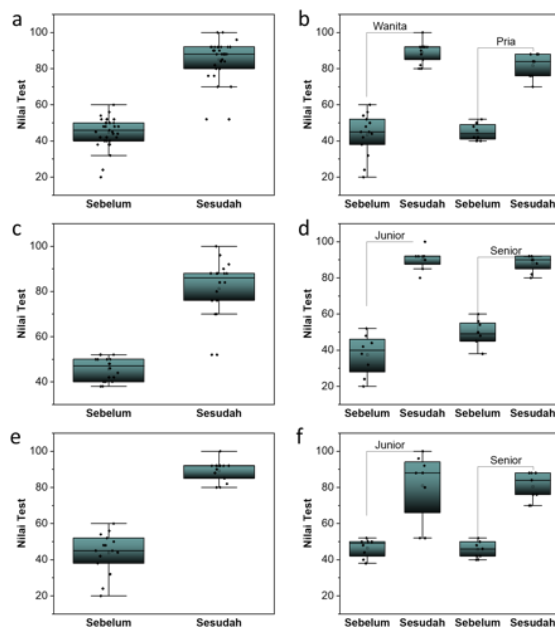 a
100
80
60
40
20
Nilai Test
Sebelum
Sesudah
b
Wanita
Pria
100
80
60
40
20
Nilai Test
Sebelum
Sesudah
Sebelum
Sesudah
c
100
80
60
40
Nilai Test
Sebelum
Sesudah
d
Junior
Senior
100
80
60
40
20
Nilai Test
Sebelum
Sesudah
Sebelum
Sesudah
e
100
80
60
40
20
Nilai Test
Sebelum
Sesudah
f
Junior
Senior
100
80
60
40
20
Nilai Test
Sebelum
Sesudah
Sebelum
Sesudah